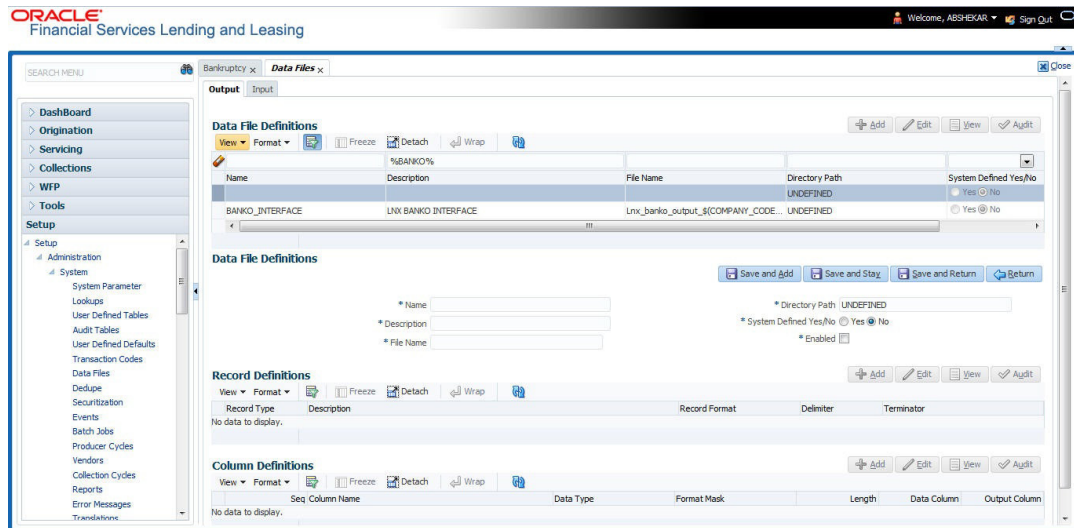 ORACLE
Financial Services Lending and Leasing
Welcome, ABSHEKAR Sign Out
SEARCH MENU
Bankruptcy x Data Files x
Close
DashBoard
Origination
Servicing
Collections
WFP
Tools
Setup
Setup
Administration
System
System Parameter
Lookups
User Defined Tables
Audit Tables
User Defined Defaults
Transaction Codes
Data Files
Dedupe
Securitization
Events
Batch Jobs
Producer Cycles
Vendors
Collection Cycles
Reports
Error Messages
Translations
Output Input
Data File Definitions
Add Edit View Audit
View Format Freeze Detach Wrap
%BANKO%
Name Description File Name Directory Path System Defined Yes/No
UNDEFINED Yes No
BANKO_INTERFACE LNX BANKO INTERFACE Lnx_banko_output_$(COMPANY_CODE... UNDEFINED Yes No
Data File Definitions
Save and Add Save and Stay Save and Return Return
* Name * Directory Path UNDEFINED
* Description * System Defined Yes/No Yes No
* File Name * Enabled
Record Definitions
Add Edit View Audit
View Format Freeze Detach Wrap
Record Type Description Record Format Delimiter Terminator
No data to display.
Column Definitions
Add Edit View Audit
View Format Freeze Detach Wrap
Seq Column Name Data Type Format Mask Length Data Column Output Column
No data to display.